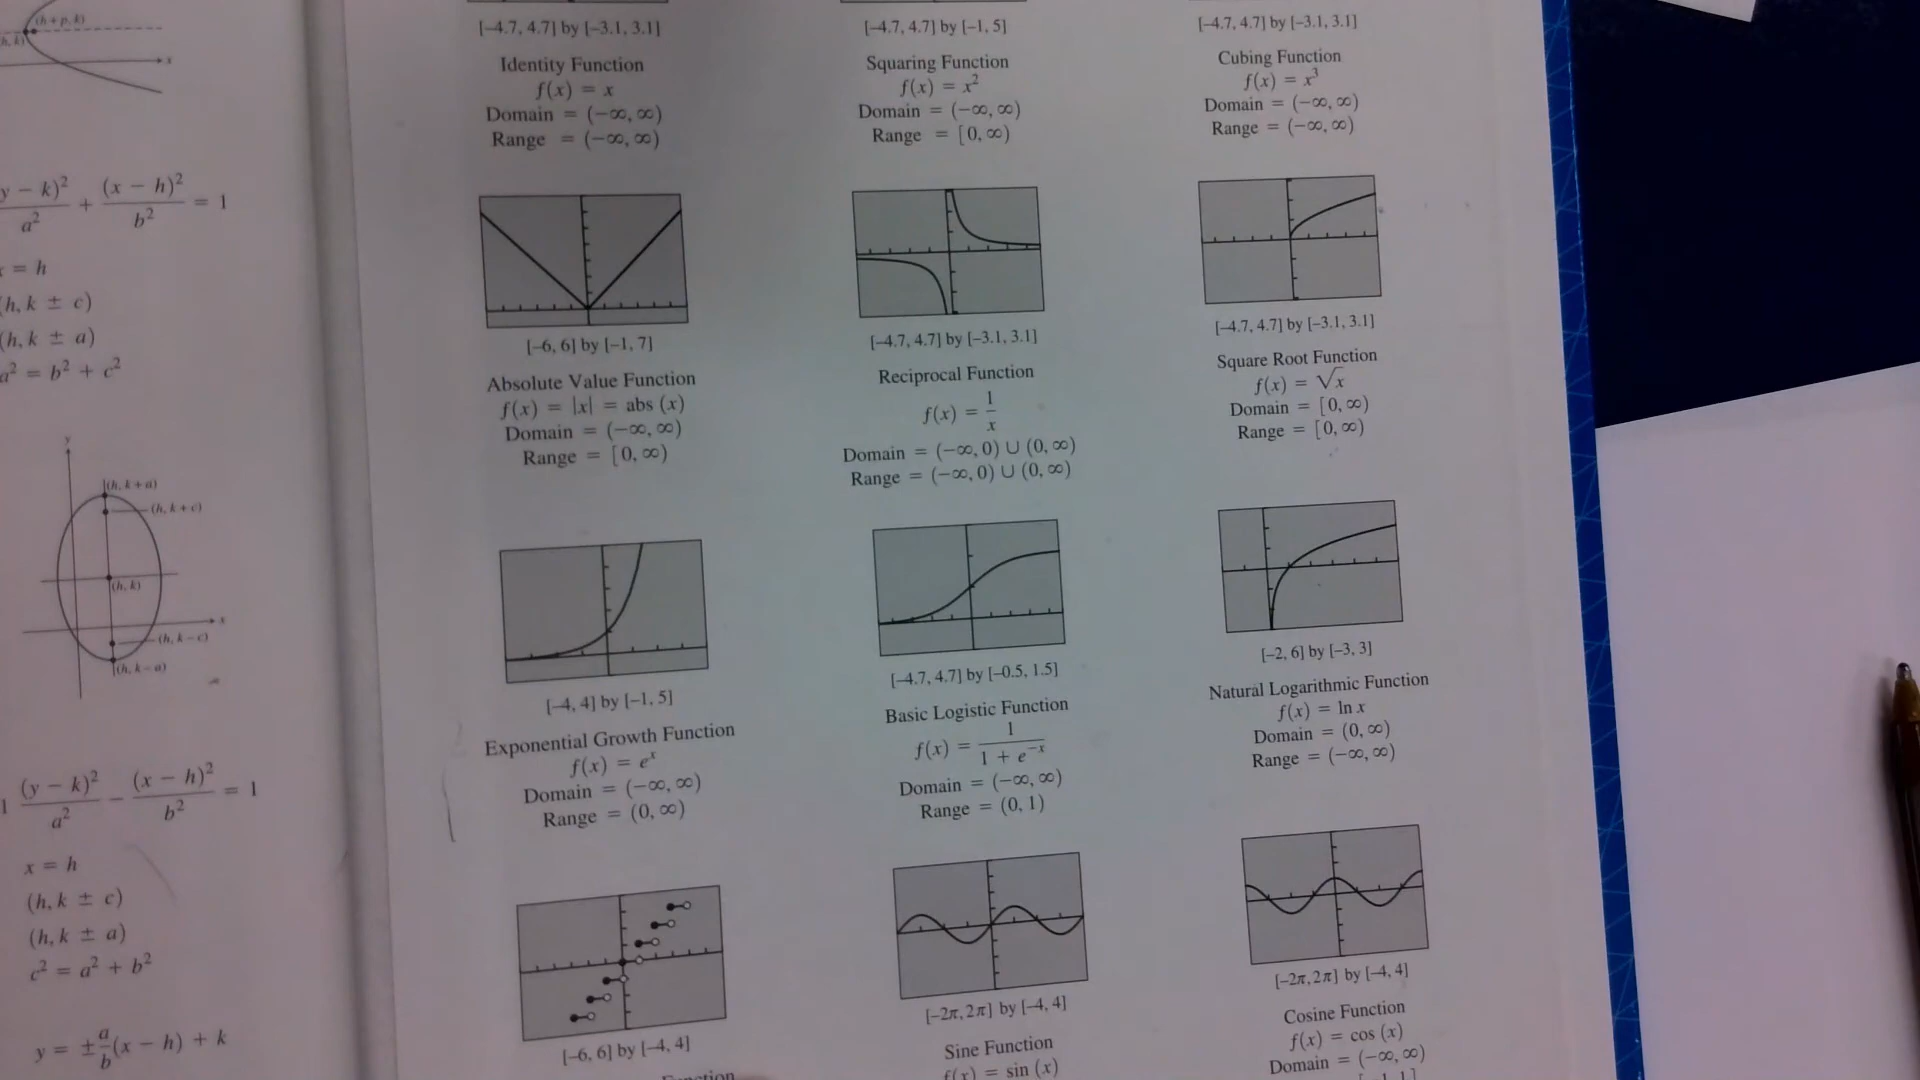 (h + p, k)
h, k)
x
y − k)² / a² + (x − h)² / b² = 1
= h
(h, k ± c)
(h, k ± a)
a² = b² + c²
y
(h, k + a)
(h, k + c)
(h, k)
x
(h, k − c)
(h, k − a)
(y − k)² / a² − (x − h)² / b² = 1
x = h
(h, k ± c)
(h, k ± a)
c² = a² + b²
y = ± a/b (x − h) + k
[−4.7, 4.7] by [−3.1, 3.1]
Identity Function
f(x) = x
Domain = (−∞, ∞)
Range = (−∞, ∞)
[−4.7, 4.7] by [−1, 5]
Squaring Function
f(x) = x²
Domain = (−∞, ∞)
Range = [0, ∞)
[−4.7, 4.7] by [−3.1, 3.1]
Cubing Function
f(x) = x³
Domain = (−∞, ∞)
Range = (−∞, ∞)
[−6, 6] by [−1, 7]
Absolute Value Function
f(x) = |x| = abs (x)
Domain = (−∞, ∞)
Range = [0, ∞)
[−4.7, 4.7] by [−3.1, 3.1]
Reciprocal Function
f(x) = 1/x
Domain = (−∞, 0) ∪ (0, ∞)
Range = (−∞, 0) ∪ (0, ∞)
[−4.7, 4.7] by [−3.1, 3.1]
Square Root Function
f(x) = √x
Domain = [0, ∞)
Range = [0, ∞)
[−4, 4] by [−1, 5]
Exponential Growth Function
f(x) = eˣ
Domain = (−∞, ∞)
Range = (0, ∞)
[−4.7, 4.7] by [−0.5, 1.5]
Basic Logistic Function
f(x) = 1 / (1 + e⁻ˣ)
Domain = (−∞, ∞)
Range = (0, 1)
[−2, 6] by [−3, 3]
Natural Logarithmic Function
f(x) = ln x
Domain = (0, ∞)
Range = (−∞, ∞)
[−6, 6] by [−4, 4]
Function
[−2π, 2π] by [−4, 4]
Sine Function
f(x) = sin (x)
[−2π, 2π] by [−4, 4]
Cosine Function
f(x) = cos (x)
Domain = (−∞, ∞)